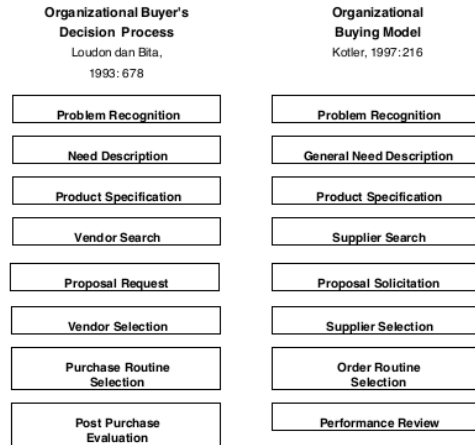 Organizational Buyer's
Decision Process
Loudon dan Bita,
1993: 678
Problem Recognition
Need Description
Product Specification
Vendor Search
Proposal Request
Vendor Selection
Purchase Routine
Selection
Post Purchase
Evaluation
Organizational
Buying Model
Kotler, 1997:216
Problem Recognition
General Need Description
Product Specification
Supplier Search
Proposal Solicitation
Supplier Selection
Order Routine
Selection
Performance Review